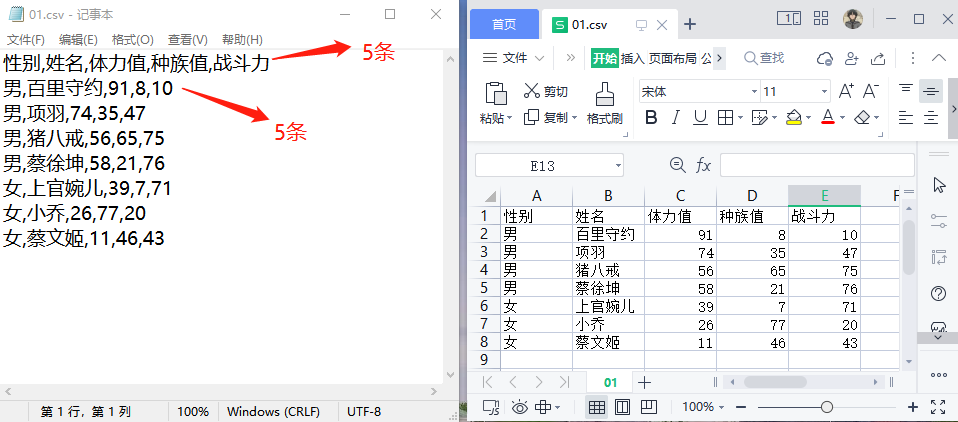 01.csv - 记事本
文件(F) 编辑(E) 格式(O) 查看(V) 帮助(H)
性别,姓名,体力值,种族值,战斗力
5条
男,百里守约,91,8,10
5条
男,项羽,74,35,47
男,猪八戒,56,65,75
男,蔡徐坤,58,21,76
女,上官婉儿,39,7,71
女,小乔,26,77,20
女,蔡文姬,11,46,43
第 1 行，第 1 列 100% Windows (CRLF) UTF-8
首页 S 01.csv 1
文件 开始 插入 页面布局 公 查找
粘贴 剪切 复制 格式刷 宋体 11 A+ A-
B I U A
E13 fx
A B C D E F
1 性别 姓名 体力值 种族值 战斗力
2 男 百里守约 91 8 10
3 男 项羽 74 35 47
4 男 猪八戒 56 65 75
5 男 蔡徐坤 58 21 76
6 女 上官婉儿 39 7 71
7 女 小乔 26 77 20
8 女 蔡文姬 11 46 43
9
01
100%